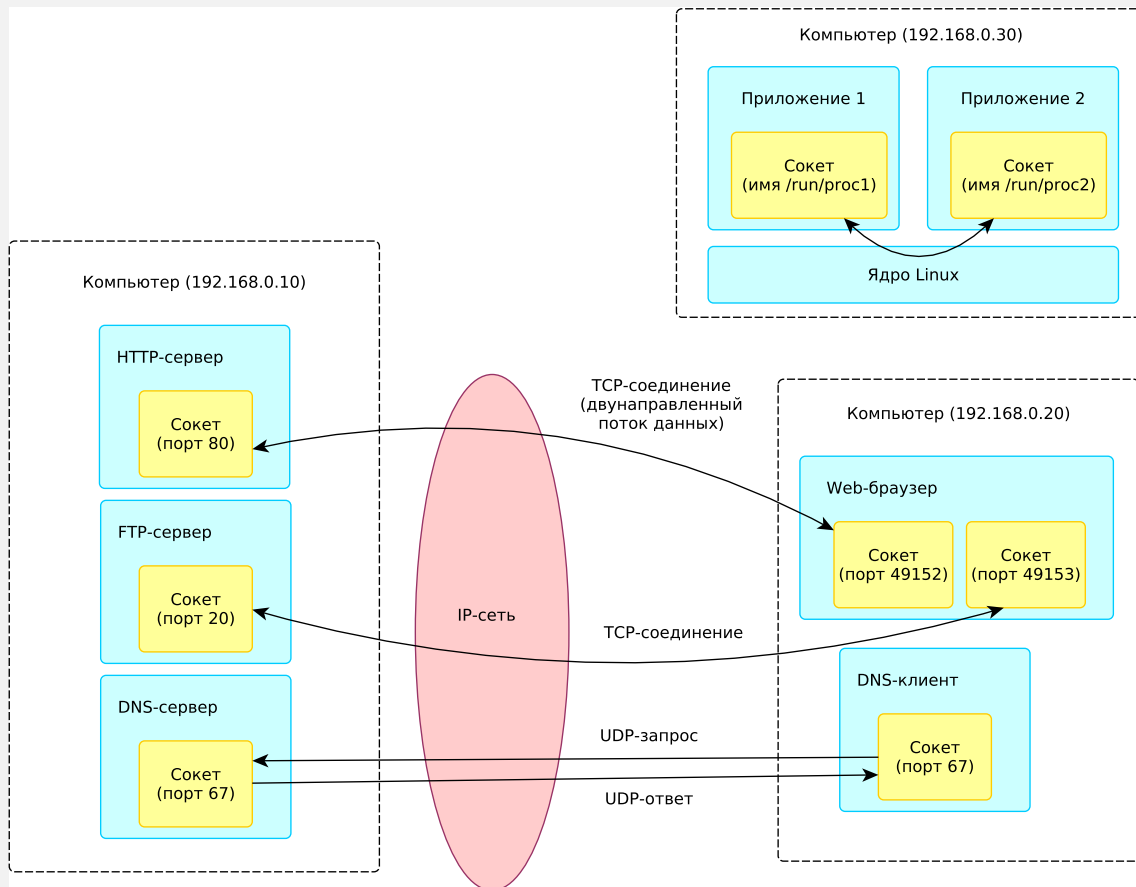 Компьютер (192.168.0.30)
Приложение 1
Сокет
(имя /run/proc1)
Приложение 2
Сокет
(имя /run/proc2)
Ядро Linux
Компьютер (192.168.0.10)
HTTP-сервер
Сокет
(порт 80)
FTP-сервер
Сокет
(порт 20)
DNS-сервер
Сокет
(порт 67)
IP-сеть
TCP-соединение
(двунаправленный
поток данных)
TCP-соединение
UDP-запрос
UDP-ответ
Компьютер (192.168.0.20)
Web-браузер
Сокет
(порт 49152)
Сокет
(порт 49153)
DNS-клиент
Сокет
(порт 67)